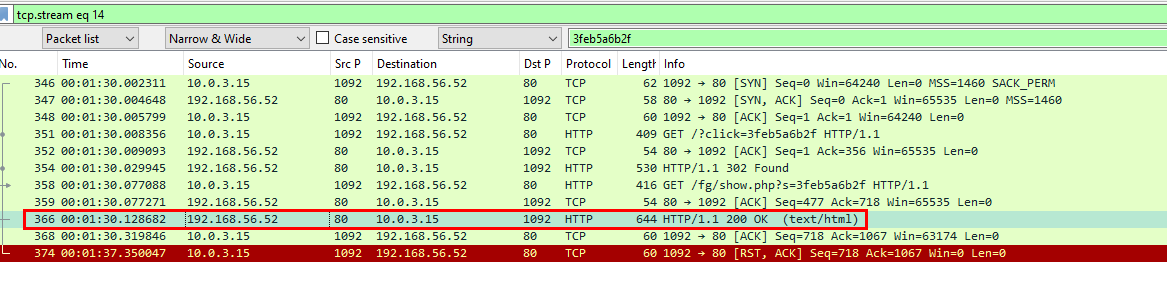 tcp.stream eq 14
Packet list Narrow & Wide Case sensitive String 3feb5a6b2f
No. Time Source Src P Destination Dst P Protocol Length Info
346 00:01:30.002311 10.0.3.15 1092 192.168.56.52 80 TCP 62 1092 → 80 [SYN] Seq=0 Win=64240 Len=0 MSS=1460 SACK_PERM
347 00:01:30.004648 192.168.56.52 80 10.0.3.15 1092 TCP 58 80 → 1092 [SYN, ACK] Seq=0 Ack=1 Win=65535 Len=0 MSS=1460
348 00:01:30.005799 10.0.3.15 1092 192.168.56.52 80 TCP 60 1092 → 80 [ACK] Seq=1 Ack=1 Win=64240 Len=0
351 00:01:30.008356 10.0.3.15 1092 192.168.56.52 80 HTTP 409 GET /?click=3feb5a6b2f HTTP/1.1
352 00:01:30.009093 192.168.56.52 80 10.0.3.15 1092 TCP 54 80 → 1092 [ACK] Seq=1 Ack=356 Win=65535 Len=0
354 00:01:30.029945 192.168.56.52 80 10.0.3.15 1092 HTTP 530 HTTP/1.1 302 Found
358 00:01:30.077088 10.0.3.15 1092 192.168.56.52 80 HTTP 416 GET /fg/show.php?s=3feb5a6b2f HTTP/1.1
359 00:01:30.077271 192.168.56.52 80 10.0.3.15 1092 TCP 54 80 → 1092 [ACK] Seq=477 Ack=718 Win=65535 Len=0
366 00:01:30.128682 192.168.56.52 80 10.0.3.15 1092 HTTP 644 HTTP/1.1 200 OK (text/html)
368 00:01:30.319846 10.0.3.15 1092 192.168.56.52 80 TCP 60 1092 → 80 [ACK] Seq=718 Ack=1067 Win=63174 Len=0
374 00:01:37.350047 10.0.3.15 1092 192.168.56.52 80 TCP 60 1092 → 80 [RST, ACK] Seq=718 Ack=1067 Win=0 Len=0